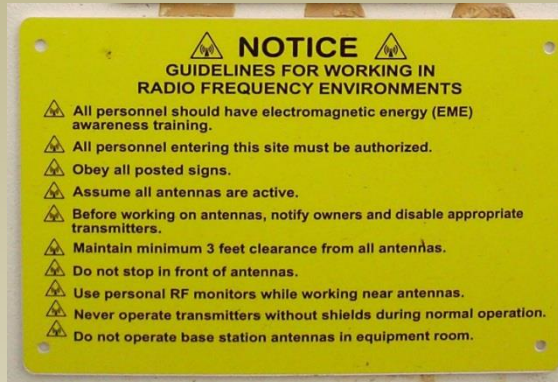 NOTICE
GUIDELINES FOR WORKING IN
RADIO FREQUENCY ENVIRONMENTS
All personnel should have electromagnetic energy (EME)
awareness training.
All personnel entering this site must be authorized.
Obey all posted signs.
Assume all antennas are active.
Before working on antennas, notify owners and disable appropriate
transmitters.
Maintain minimum 3 feet clearance from all antennas.
Do not stop in front of antennas.
Use personal RF monitors while working near antennas.
Never operate transmitters without shields during normal operation.
Do not operate base station antennas in equipment room.